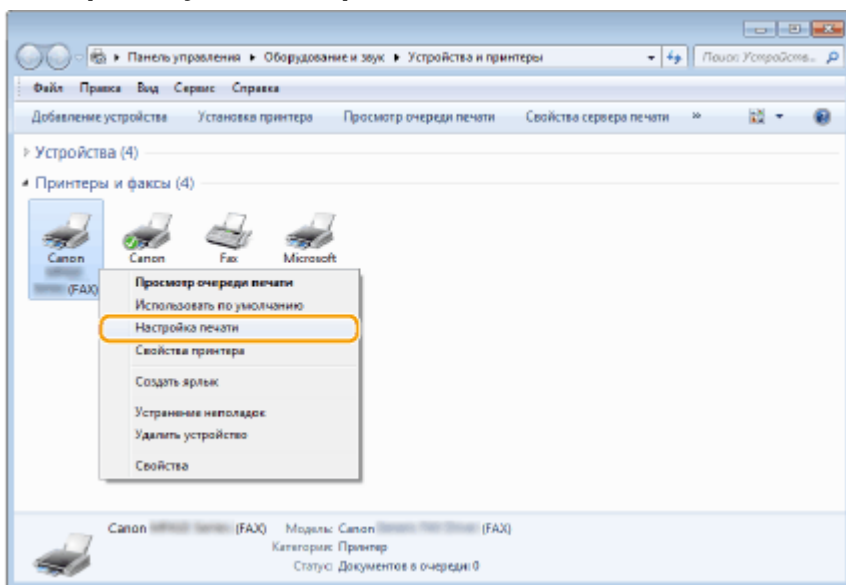 Панель управления ▸ Оборудование и звук ▸ Устройства и принтеры
Файл Правка Вид Сервис Справка
Добавление устройства Установка принтера Просмотр очереди печати Свойства сервера печати »
Устройства (4)
Принтеры и факсы (4)
Canon Canon Fax Microsoft
(FAX)
Просмотр очереди печати
Использовать по умолчанию
Настройка печати
Свойства принтера
Создать ярлык
Устранение неполадок
Удалить устройство
Свойства
Canon (FAX) Модель: Canon (FAX)
Категория: Принтер
Статус: Документов в очереди: 0